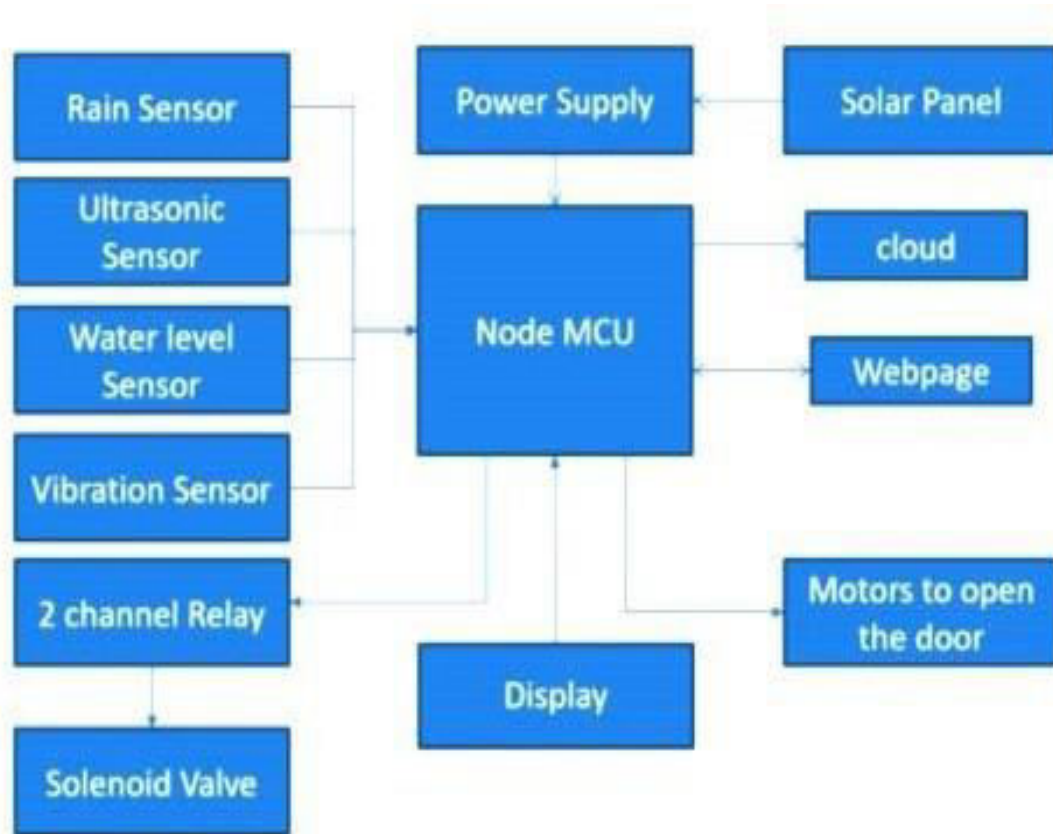 Rain Sensor
Power Supply
Solar Panel
Ultrasonic
Sensor
cloud
Water level
Sensor
Node MCU
Webpage
Vibration Sensor
2 channel Relay
Motors to open
the door
Display
Solenoid Valve